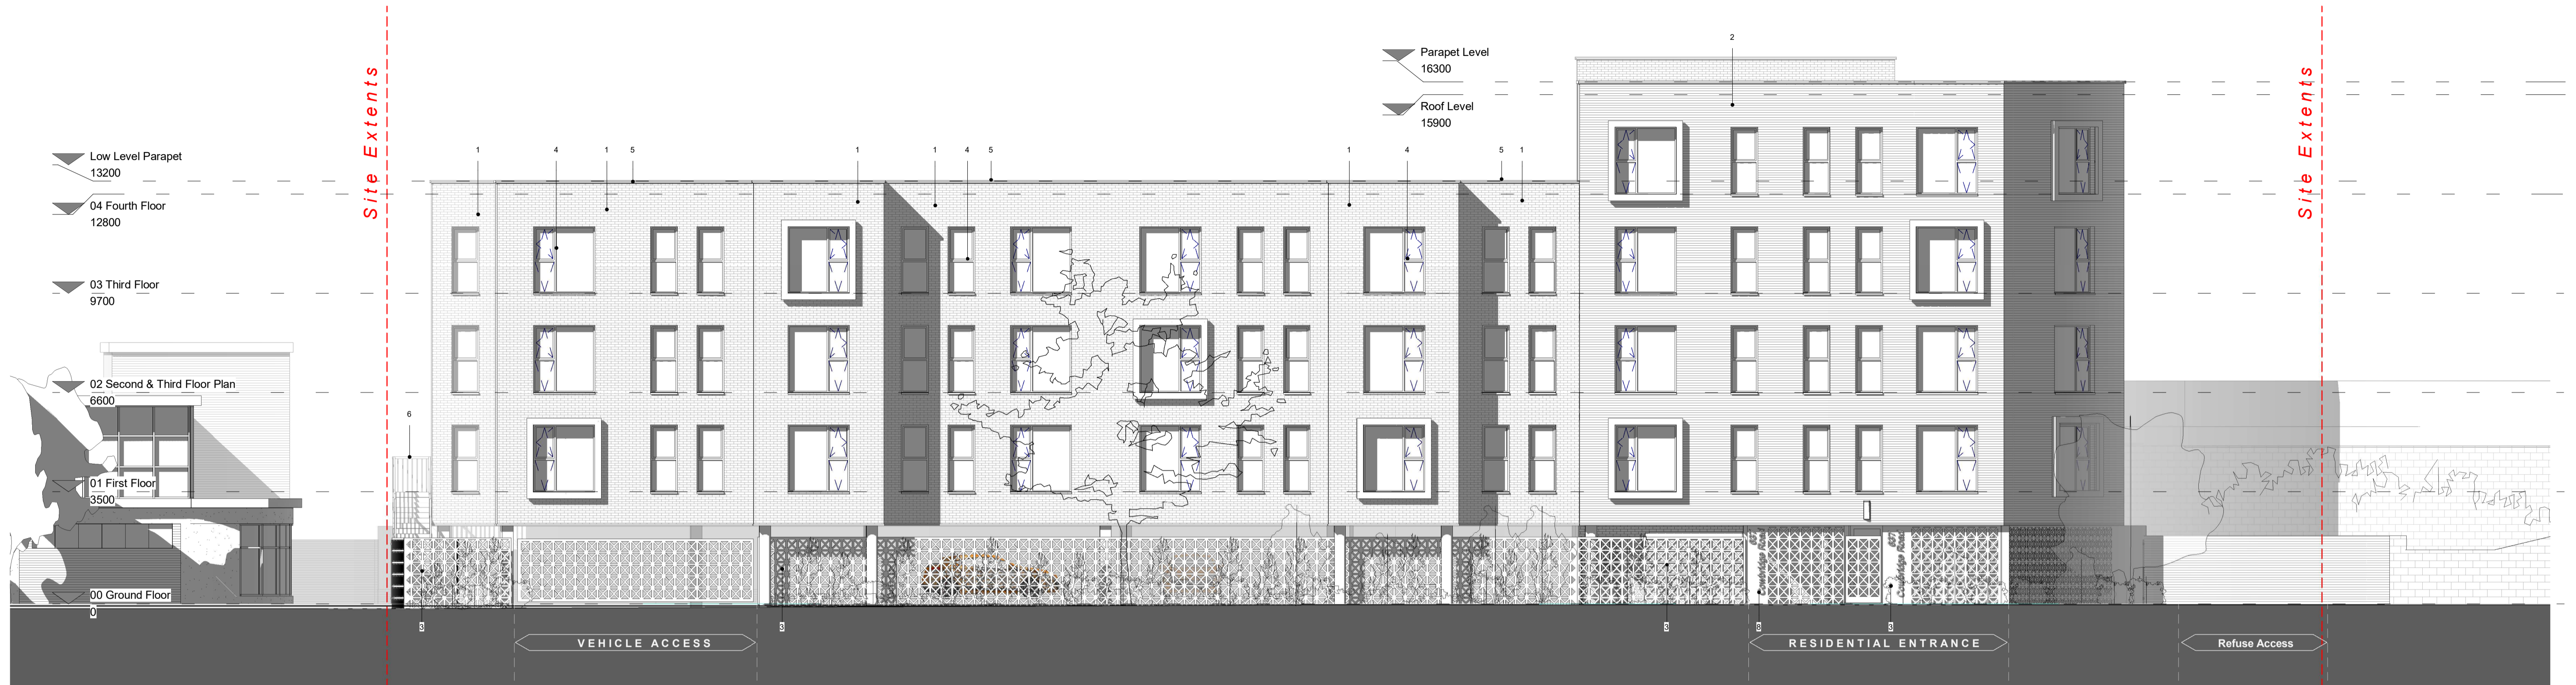 2
Parapet Level
16300
Roof Level
15900
Site Extents
Site Extents
Low Level Parapet
13200
1
4
1
5
1
1
4
5
1
4
5
1
04 Fourth Floor
12800
03 Third Floor
9700
02 Second & Third Floor Plan
6600
6
01 First Floor
3500
00 Ground Floor
0
3
3
3
8
3
VEHICLE ACCESS
RESIDENTIAL ENTRANCE
Refuse Access